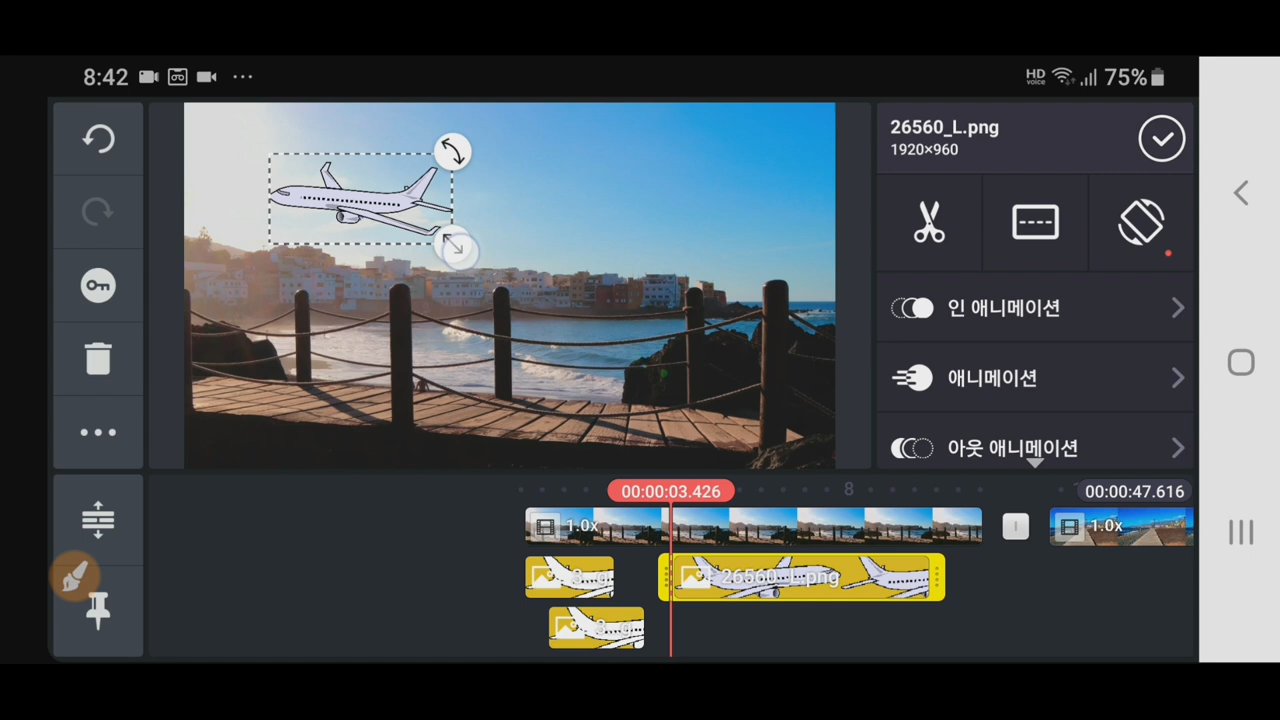 8:42
HD voice 75%
26560_L.png
1920×960
인 애니메이션
애니메이션
아웃 애니메이션
00:00:03.426
8
00:00:47.616
1.0x
1.0x
26560_L.png